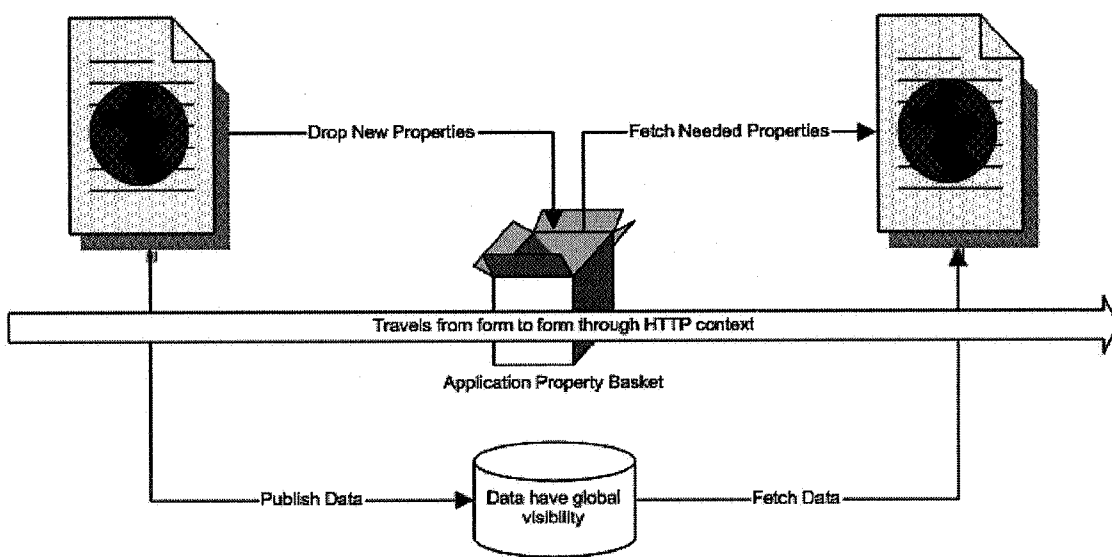 Drop New Properties
Fetch Needed Properties
Travels from form to form through HTTP context
Application Property Basket
Publish Data
Data have global
visibility
Fetch Data